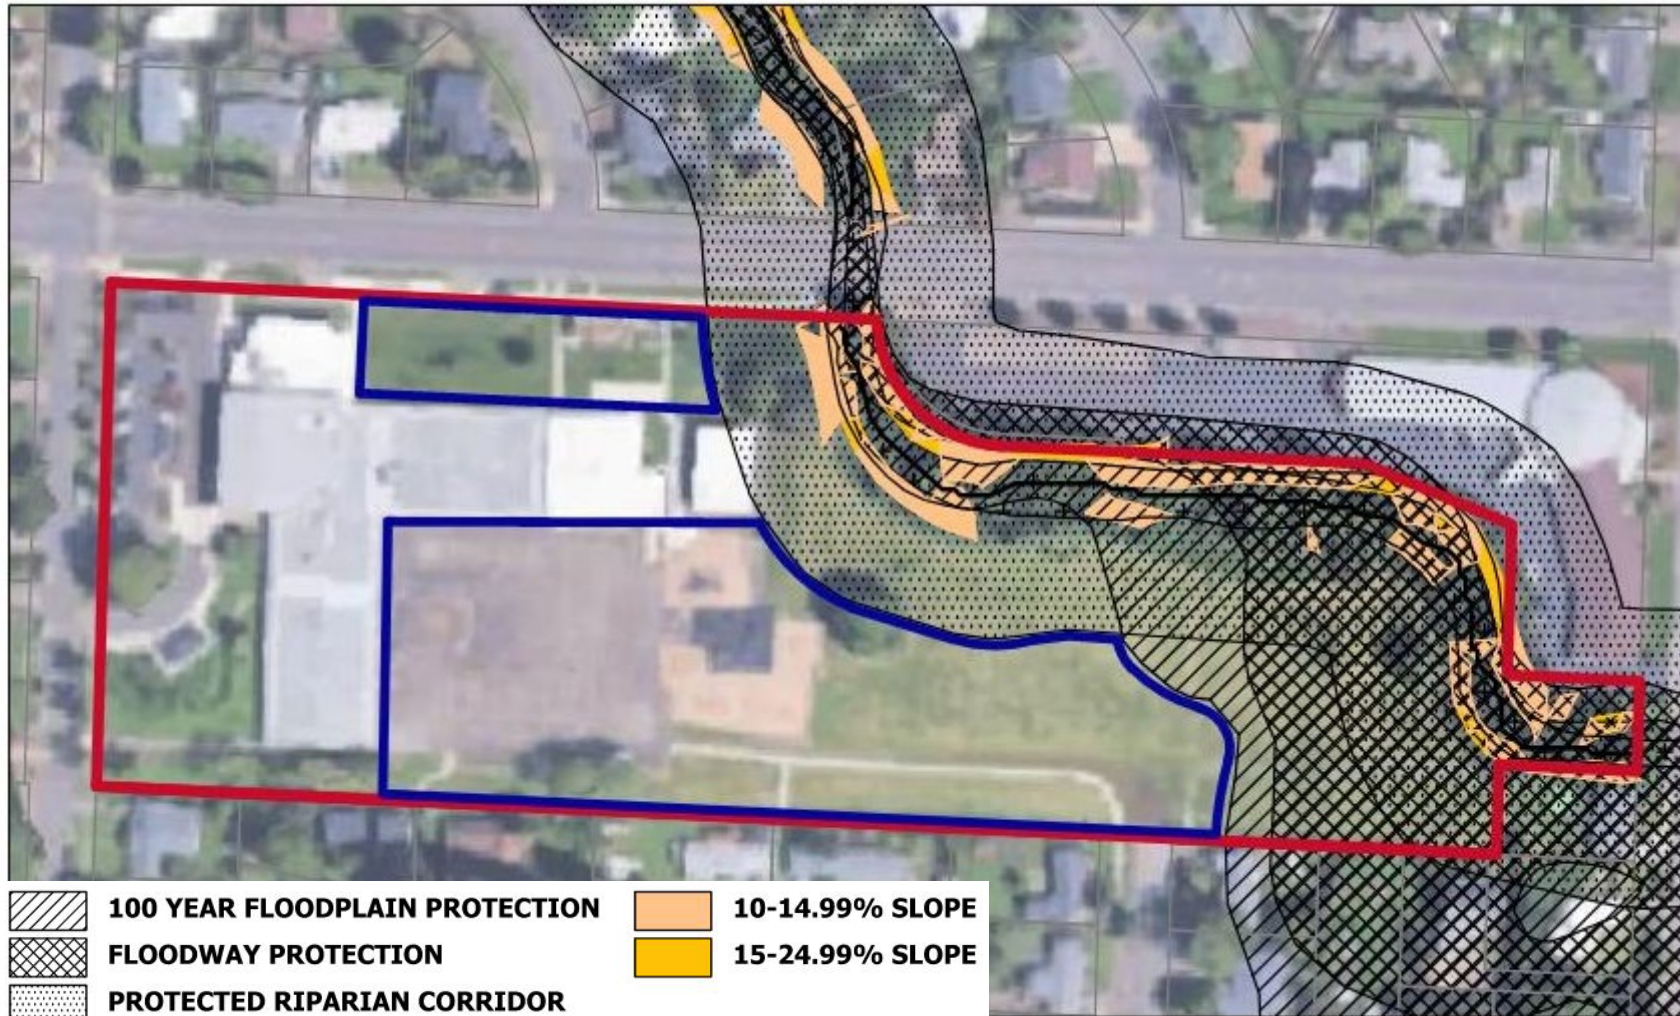 100 YEAR FLOODPLAIN PROTECTION
10-14.99% SLOPE
FLOODWAY PROTECTION
15-24.99% SLOPE
PROTECTED RIPARIAN CORRIDOR